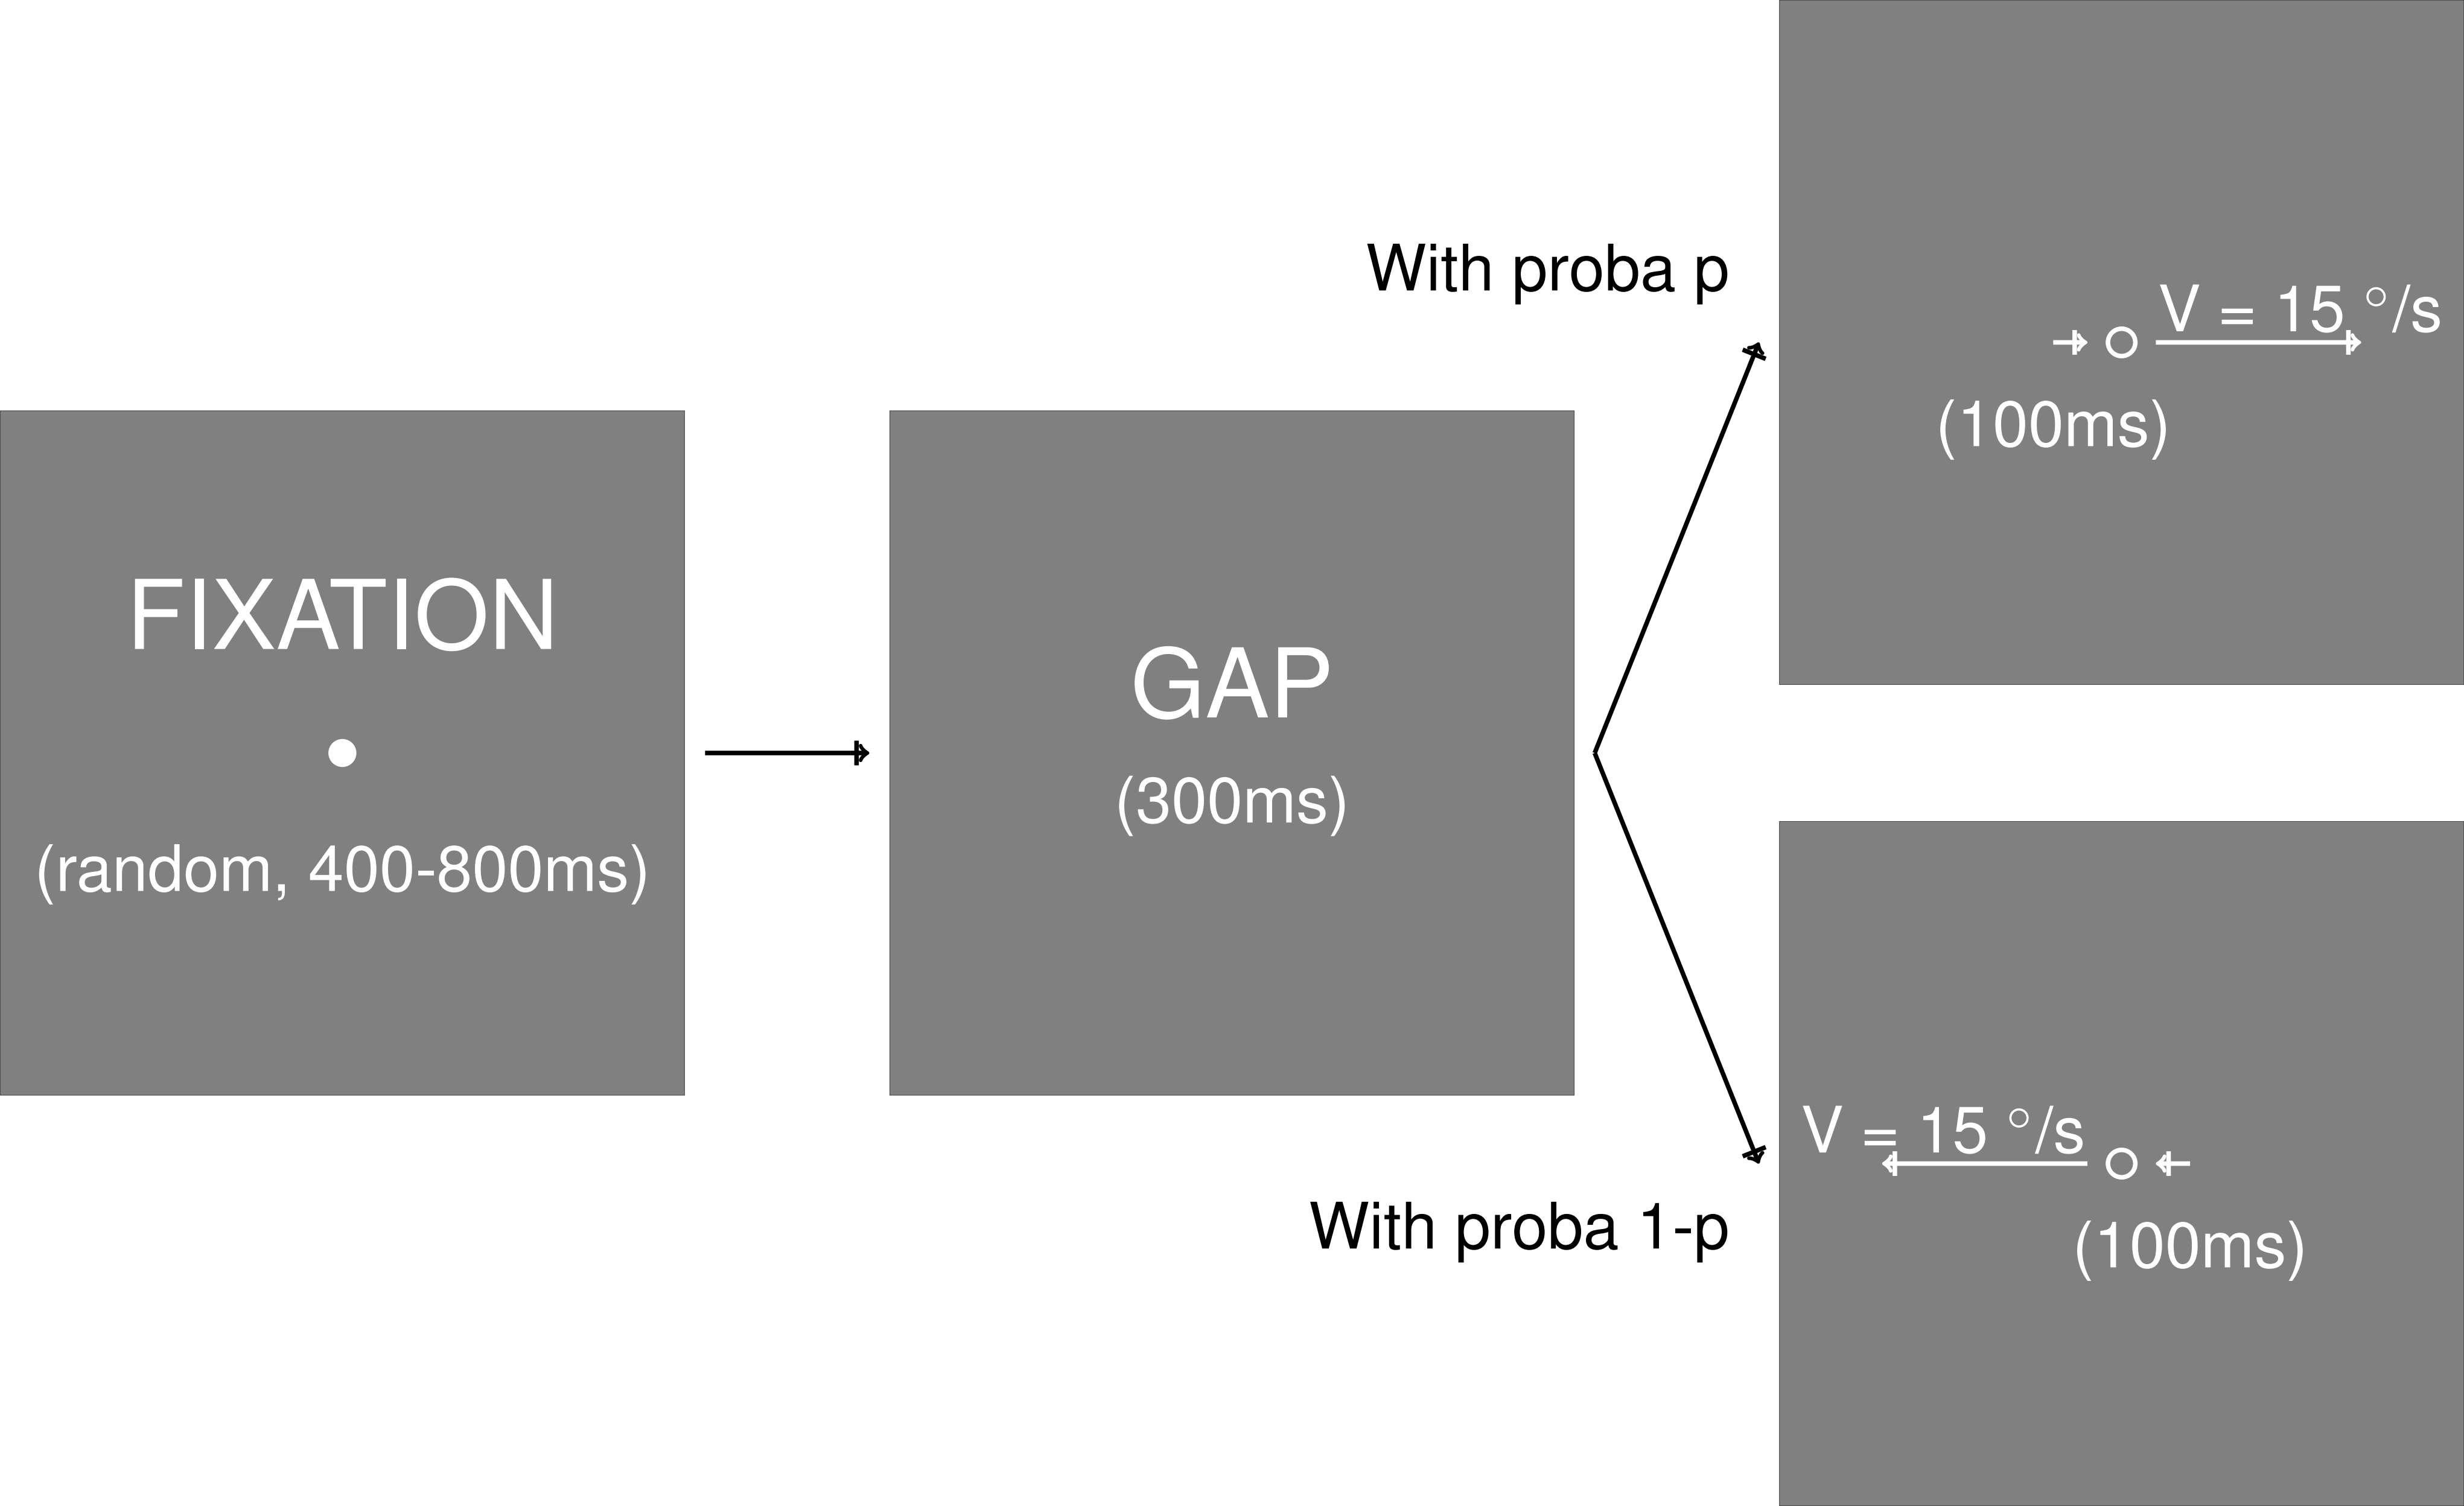 FIXATION
(random, 400-800ms)
GAP
(300ms)
With proba p
V = 15 °/s
(100ms)
With proba 1-p
V = 15 °/s
(100ms)